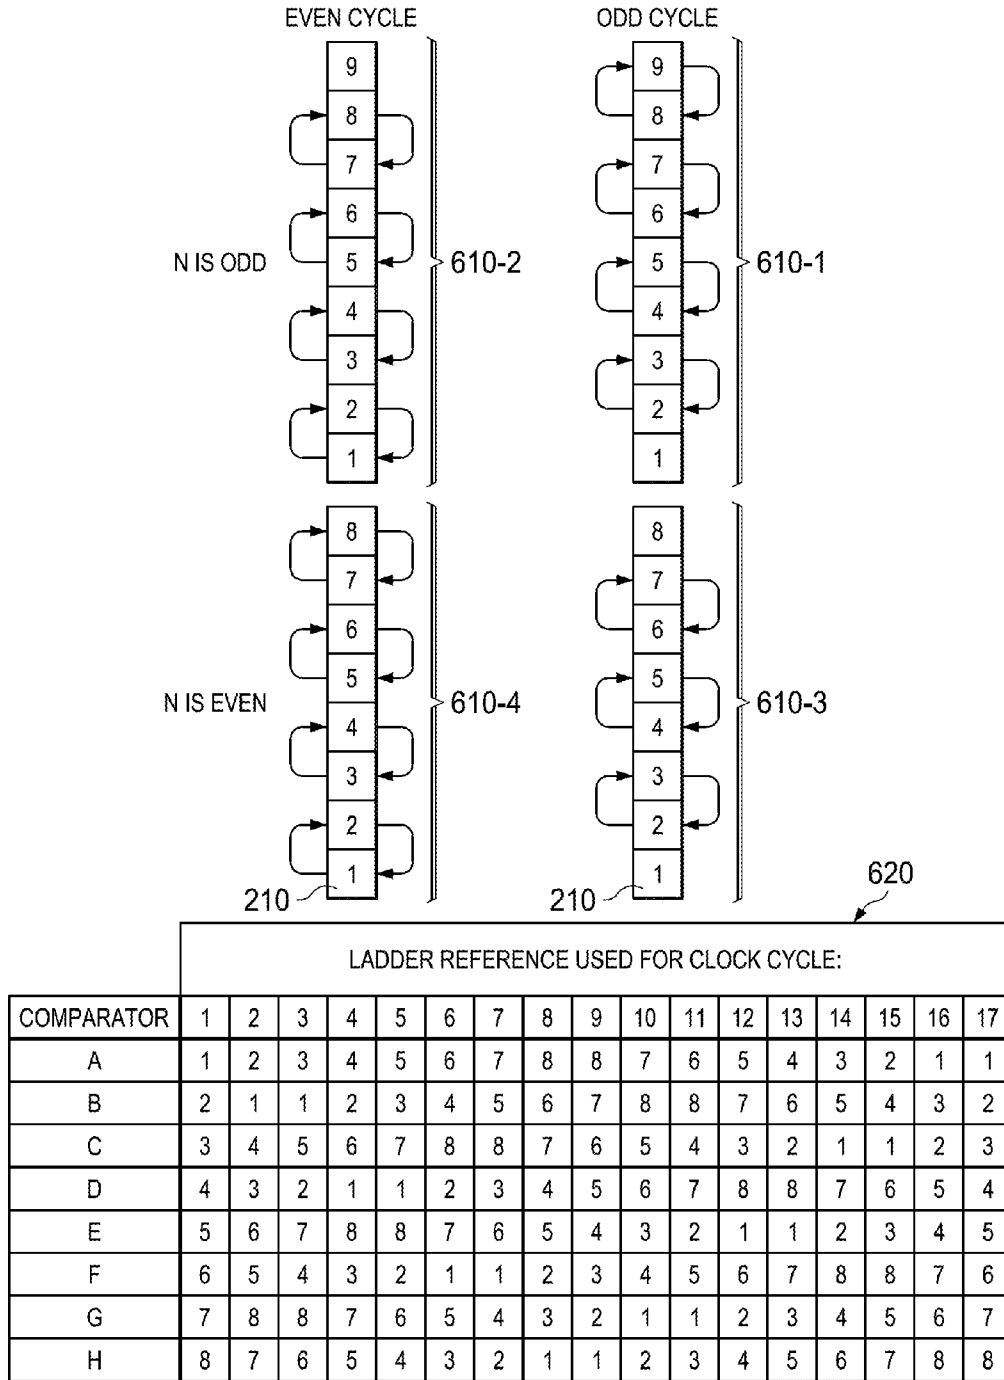 EVEN CYCLE ODD CYCLE
9 9
8 8
7 7
6 6
N IS ODD 5 610-2 5 610-1
4 4
3 3
2 2
1 1
8 8
7 7
6 6
5 5
N IS EVEN 4 610-4 4 610-3
3 3
2 2
210 1 210 1
620
LADDER REFERENCE USED FOR CLOCK CYCLE:
COMPARATOR 1 2 3 4 5 6 7 8 9 10 11 12 13 14 15 16 17
A 1 2 3 4 5 6 7 8 8 7 6 5 4 3 2 1 1
B 2 1 1 2 3 4 5 6 7 8 8 7 6 5 4 3 2
C 3 4 5 6 7 8 8 7 6 5 4 3 2 1 1 2 3
D 4 3 2 1 1 2 3 4 5 6 7 8 8 7 6 5 4
E 5 6 7 8 8 7 6 5 4 3 2 1 1 2 3 4 5
F 6 5 4 3 2 1 1 2 3 4 5 6 7 8 8 7 6
G 7 8 8 7 6 5 4 3 2 1 1 2 3 4 5 6 7
H 8 7 6 5 4 3 2 1 1 2 3 4 5 6 7 8 8